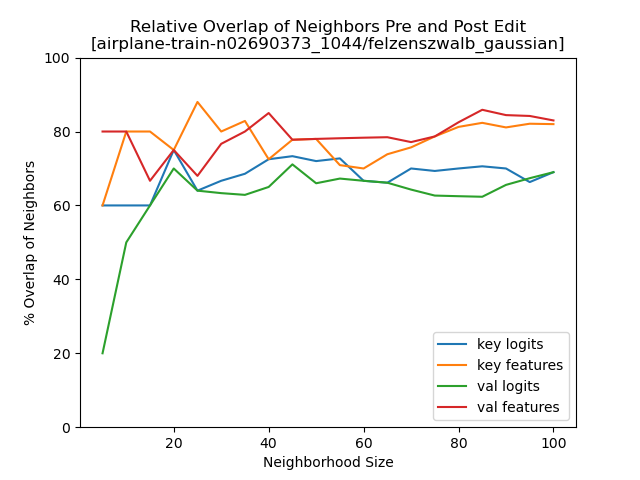 Relative Overlap of Neighbors Pre and Post Edit
[airplane-train-n02690373_1044/felzenszwalb_gaussian]
% Overlap of Neighbors
100
80
60
40
20
0
key logits
key features
val logits
val features
20 40 60 80 100
Neighborhood Size